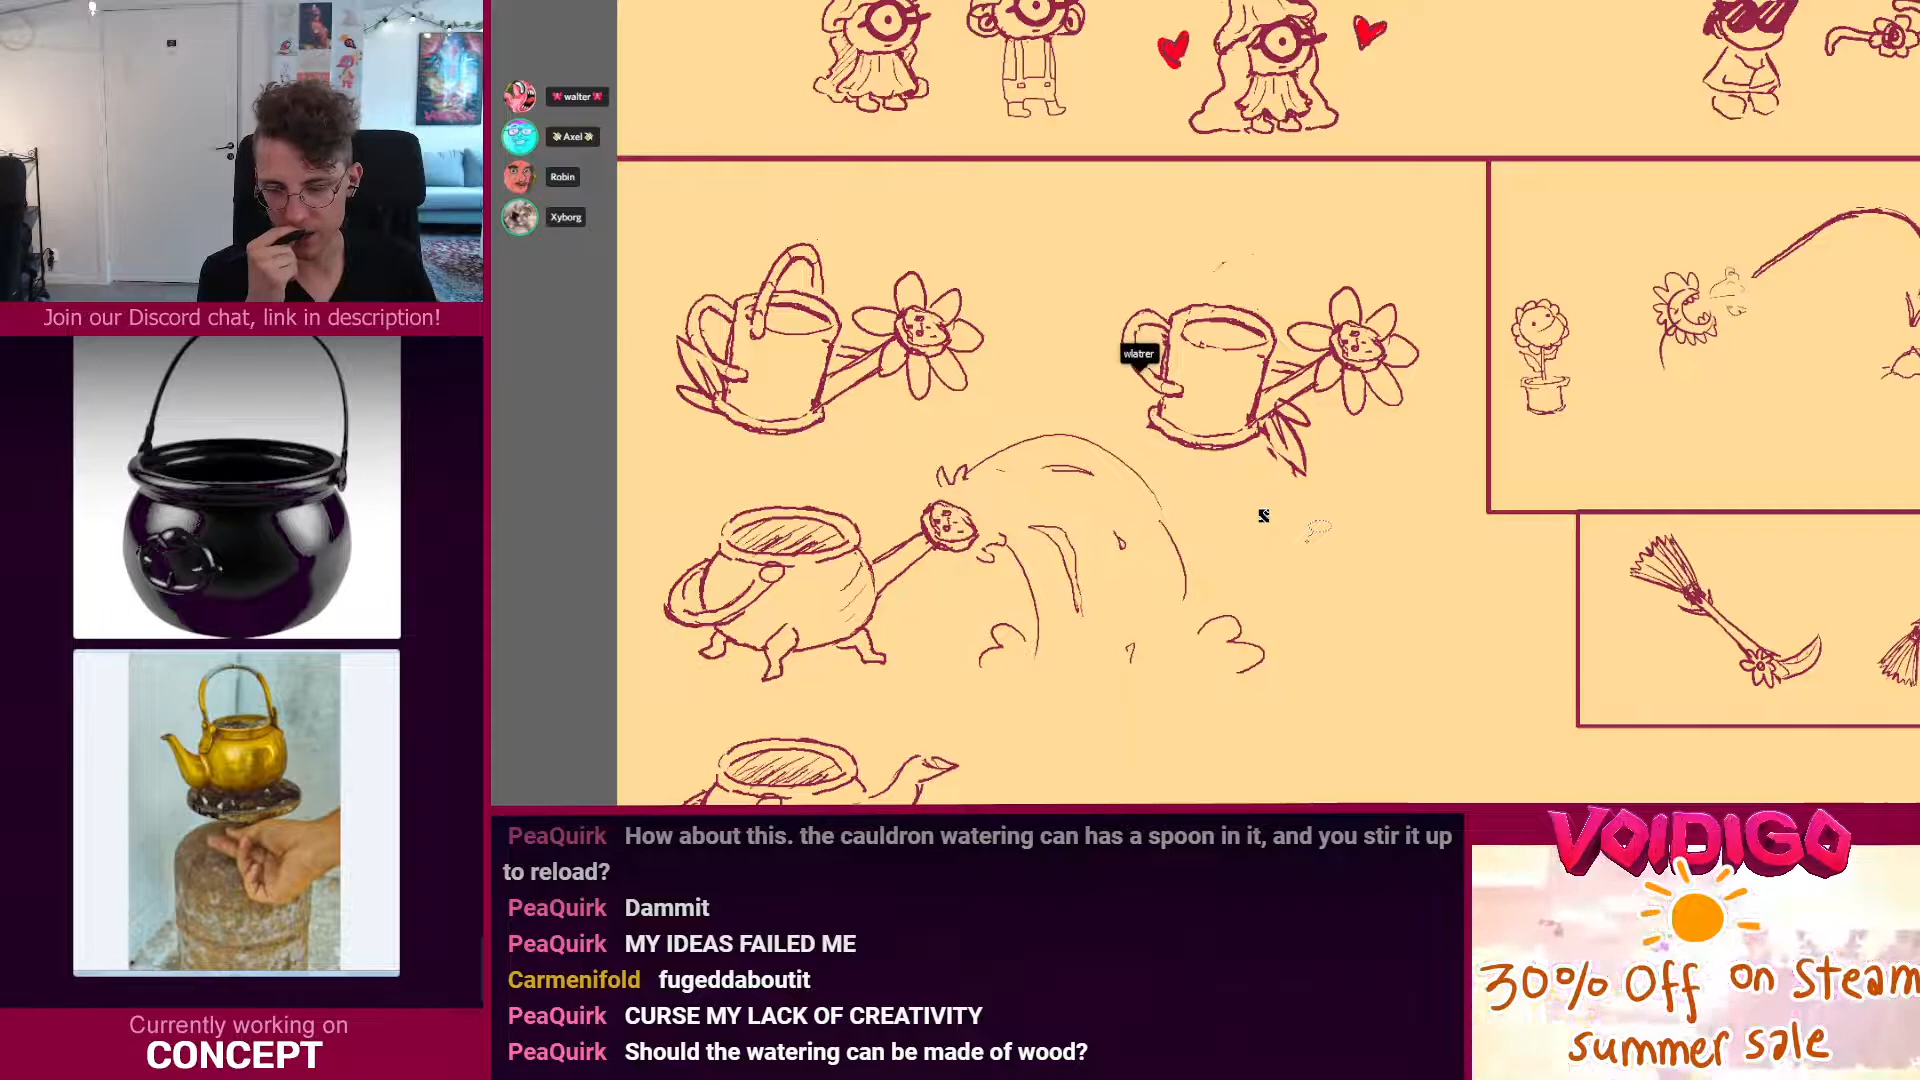 walter
Axel
Robin
Xyborg
Join our Discord chat, link in description!
wlatrer
PeaQuirk How about this. the cauldron watering can has a spoon in it, and you stir it up
to reload?
PeaQuirk Dammit
PeaQuirk MY IDEAS FAILED ME
Carmenifold fugeddaboutit
PeaQuirk CURSE MY LACK OF CREATIVITY
PeaQuirk Should the watering can be made of wood?
Currently working on
CONCEPT
VOIDIGO
30% Off on Steam
summer sale